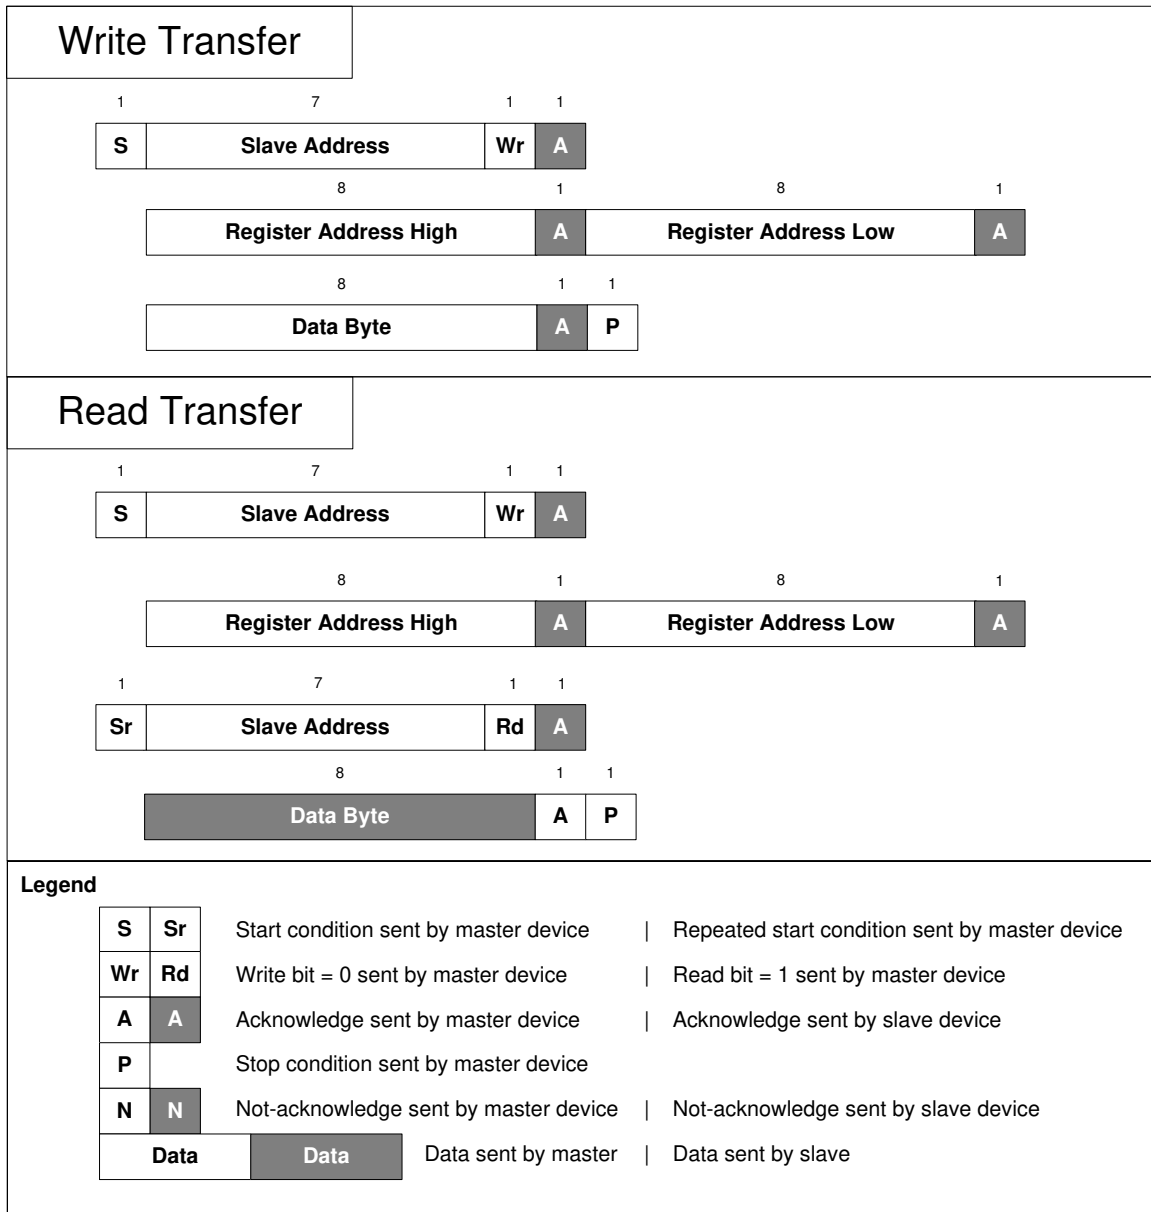 Write Transfer
1 7 1 1
S Slave Address Wr A
8 1 8 1
Register Address High A Register Address Low A
8 1 1
Data Byte A P
Read Transfer
1 7 1 1
S Slave Address Wr A
8 1 8 1
Register Address High A Register Address Low A
1 7 1 1
Sr Slave Address Rd A
8 1 1
Data Byte A P
Legend
S Sr Start condition sent by master device | Repeated start condition sent by master device
Wr Rd Write bit = 0 sent by master device | Read bit = 1 sent by master device
A A Acknowledge sent by master device | Acknowledge sent by slave device
P Stop condition sent by master device
N N Not-acknowledge sent by master device | Not-acknowledge sent by slave device
Data Data Data sent by master | Data sent by slave